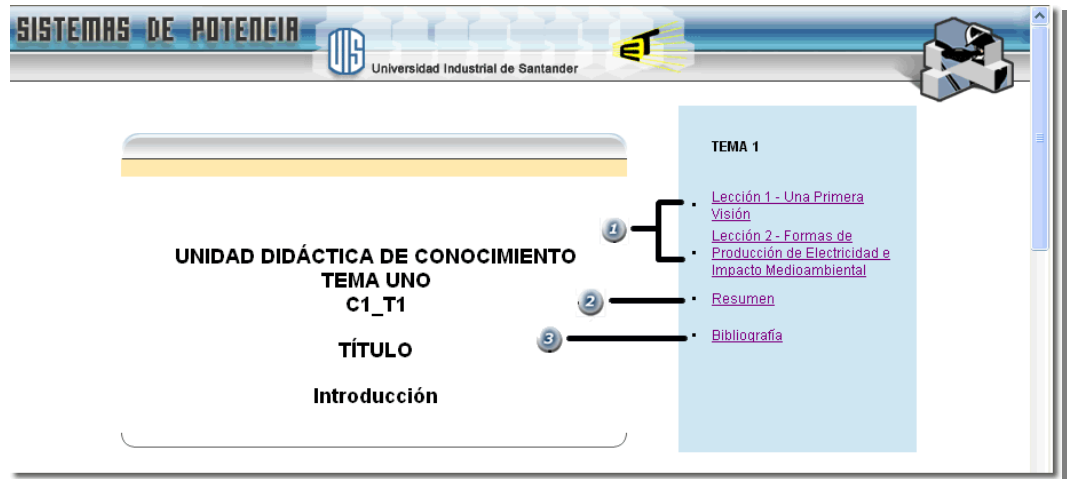 SISTEMAS DE POTENCIA
UIS
Universidad Industrial de Santander
TEMA 1
1
Lección 1 - Una Primera
Visión
Lección 2 - Formas de
Producción de Electricidad e
Impacto Medioambiental
UNIDAD DIDÁCTICA DE CONOCIMIENTO
TEMA UNO
C1_T1
2
Resumen
3
Bibliografía
TÍTULO
Introducción